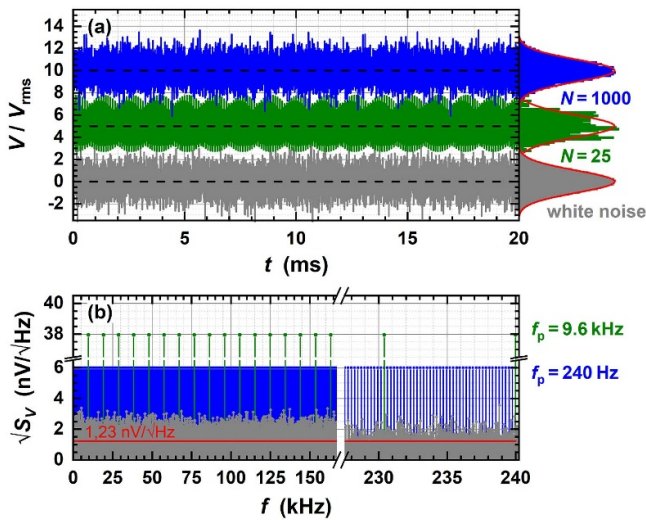 (a)
14
12
10
8
6
4
2
0
-2
V / Vrms
N = 1000
N = 25
white noise
0 5 10 15 20
t (ms)
(b)
40
38
6
4
2
0
√SV (nV/√Hz)
fp = 9.6 kHz
fp = 240 Hz
1,23 nV/√Hz
0 25 50 75 100 125 150 230 235 240
f (kHz)